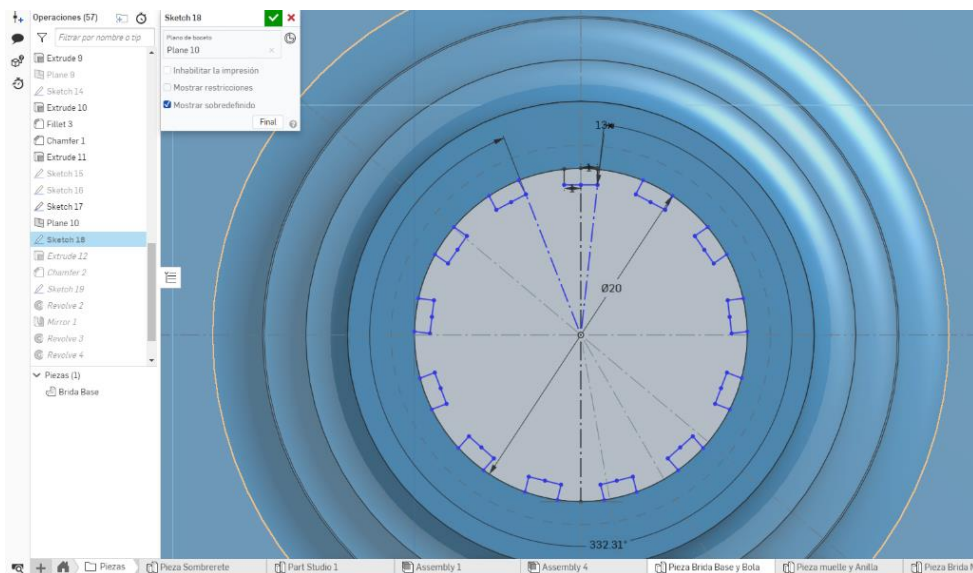 Operaciones (57)
Filtrar por nombre o tip
Extrude 9
Plane 9
Sketch 14
Extrude 10
Fillet 3
Chamfer 1
Extrude 11
Sketch 15
Sketch 16
Sketch 17
Plane 10
Sketch 18
Extrude 12
Chamfer 2
Sketch 19
Revolve 2
Mirror 1
Revolve 3
Revolve 4
Piezas (1)
Brida Base
Sketch 18
Plano de boceto
Plane 10
Inhabilitar la impresión
Mostrar restricciones
Mostrar sobredefinido
Final
Ø20
332.31°
Piezas
Pieza Sombrerete
Part Studio 1
Assembly 1
Assembly 4
Pieza Brida Base y Bola
Pieza muelle y Anilla
Pieza Brida